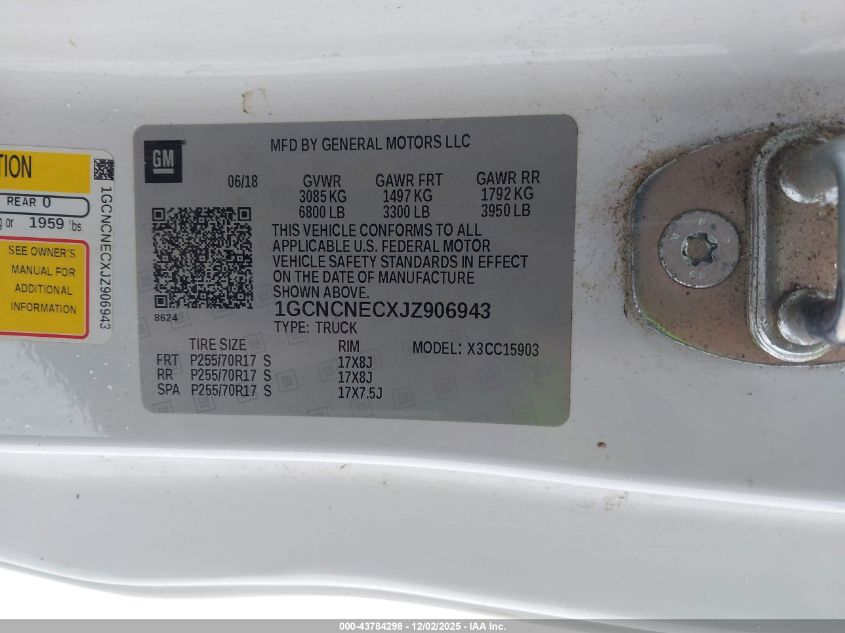 TION
REAR 0
g or 1959 lbs.
SEE OWNER'S
MANUAL FOR
ADDITIONAL
INFORMATION
1GCNCNECXJZ906943
GM
MFD BY GENERAL MOTORS LLC
06/18 GVWR GAWR FRT GAWR RR
3085 KG 1497 KG 1792 KG
6800 LB 3300 LB 3950 LB
THIS VEHICLE CONFORMS TO ALL
APPLICABLE U.S. FEDERAL MOTOR
VEHICLE SAFETY STANDARDS IN EFFECT
ON THE DATE OF MANUFACTURE
SHOWN ABOVE.
8624
1GCNCNECXJZ906943
TYPE: TRUCK
TIRE SIZE RIM MODEL: X3CC15903
FRT P255/70R17 S 17X8J
RR P255/70R17 S 17X8J
SPA P255/70R17 S 17X7.5J
000-43784298 - 12/02/2025 - IAA Inc.